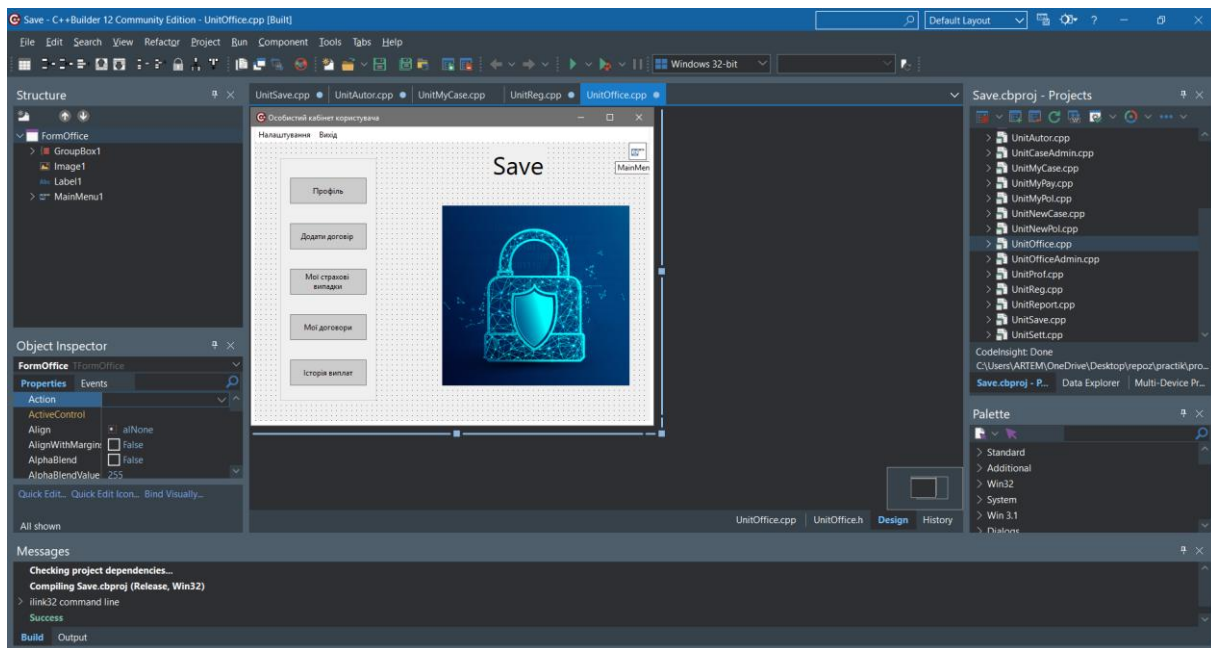 Save - C++Builder 12 Community Edition - UnitOffice.cpp [Built]
Default Layout
?
File Edit Search View Refactor Project Run Component Tools Tabs Help
Windows 32-bit
Structure
FormOffice
GroupBox1
Image1
Label1
MainMenu1
Object Inspector
FormOffice TFormOffice
Properties Events
Action
ActiveControl
Align alNone
AlignWithMargins False
AlphaBlend False
AlphaBlendValue 255
Quick Edit... Quick Edit Icon... Bind Visually...
All shown
UnitSave.cpp UnitAutor.cpp UnitMyCase.cpp UnitReg.cpp UnitOffice.cpp
Особистий кабінет користувача
Налаштування Вихід
Save
MainMen
Профіль
Додати договір
Мої страхові
випадки
Мої договори
Історія виплат
UnitOffice.cpp UnitOffice.h Design History
Save.cbproj - Projects
UnitAutor.cpp
UnitCaseAdmin.cpp
UnitMyCase.cpp
UnitMyPay.cpp
UnitMyPol.cpp
UnitNewCase.cpp
UnitNewPol.cpp
UnitOffice.cpp
UnitOfficeAdmin.cpp
UnitProf.cpp
UnitReg.cpp
UnitReport.cpp
UnitSave.cpp
UnitSett.cpp
CodeInsight: Done
C:\Users\ARTEM\OneDrive\Desktop\repoz\practik\pro...
Save.cbproj - P... Data Explorer Multi-Device Pr...
Palette
Standard
Additional
Win32
System
Win 3.1
Dialogs
Messages
Checking project dependencies...
Compiling Save.cbproj (Release, Win32)
ilink32 command line
Success
Build Output